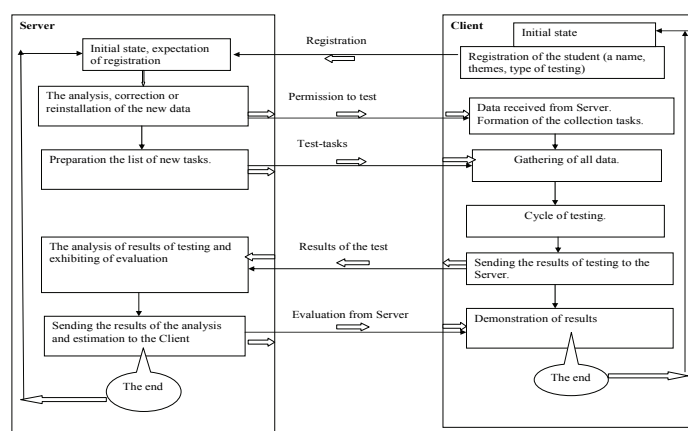 Server
Initial state, expectation
of registration
The analysis, correction or
reinstallation of the new data
Preparation the list of new tasks.
The analysis of results of testing and
exhibiting of evaluation
Sending the results of the analysis
and estimation to the Client
The end
Registration
Permission to test
Test-tasks
Results of the test
Evaluation from Server
Client
Initial state
Registration of the student (a name,
themes, type of testing)
Data received from Server.
Formation of the collection tasks.
Gathering of all data.
Cycle of testing.
Sending the results of testing to the
Server.
Demonstration of results
The end